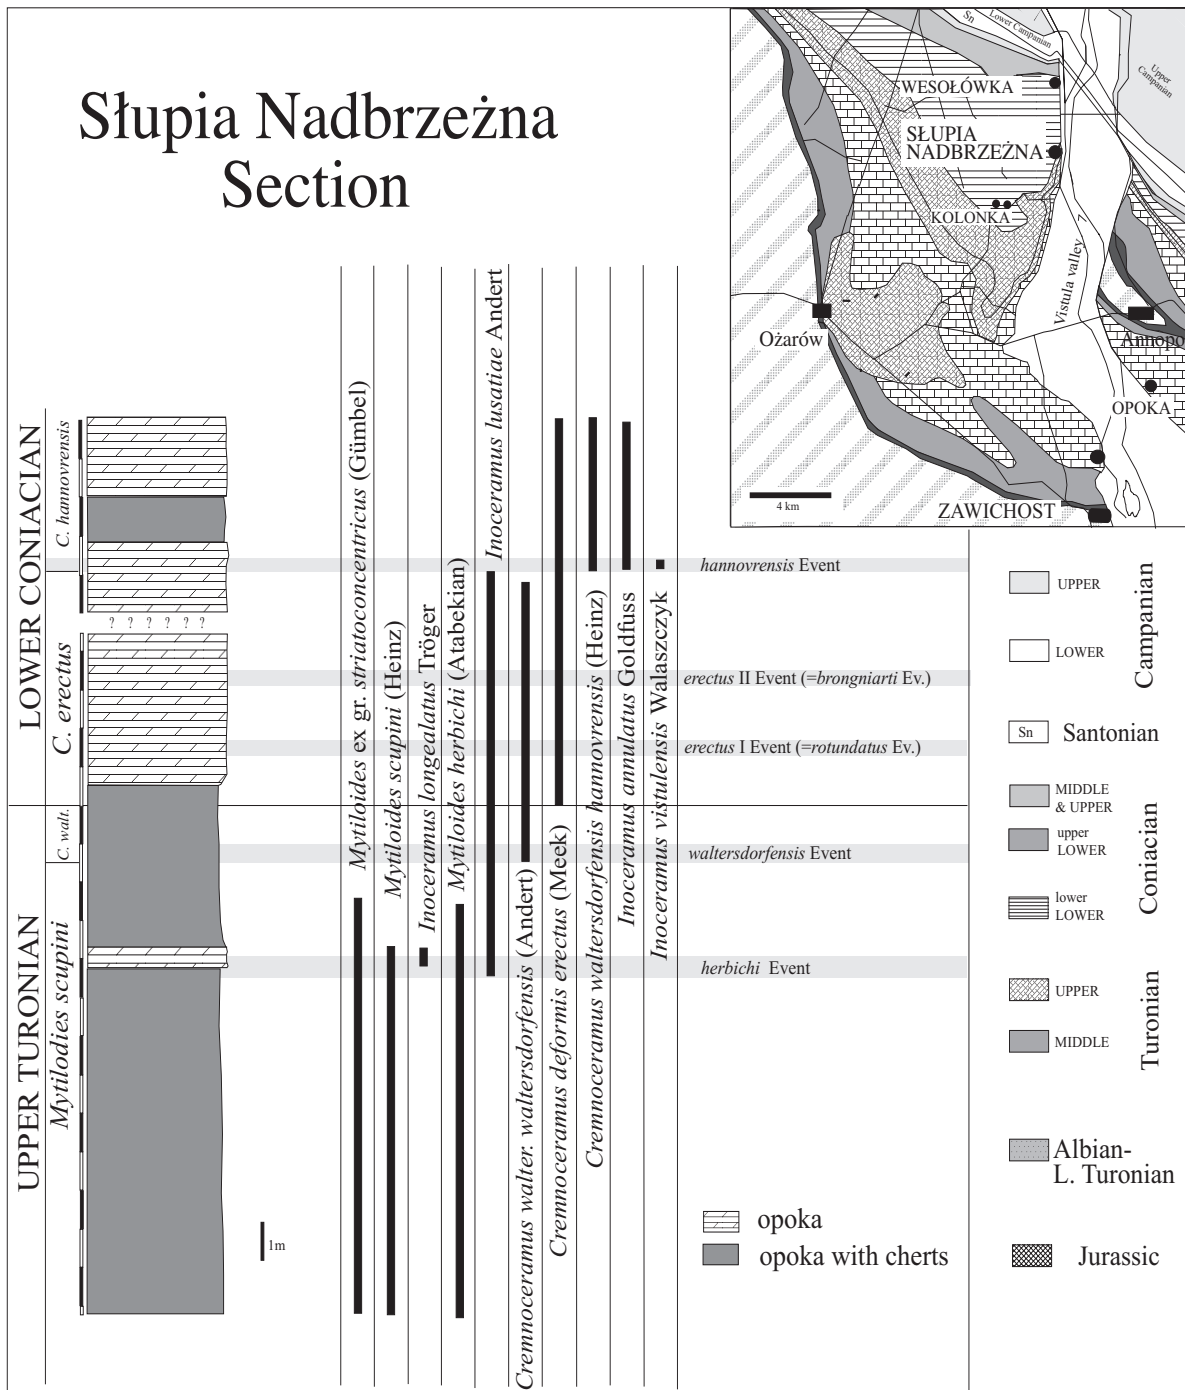 Słupia Nadbrzeżna
Section
Sn
Lower Campanian
Upper
Campanian
WESOŁÓWKA
SŁUPIA
NADBRZEŻNA
KOLONKA
Vistula valley
Ożarów
Annopo
OPOKA
ZAWICHOST
4 km
LOWER CONIACIAN
UPPER TURONIAN
C. hannovrensis
C. erectus
C. walt.
Mytilodies scupini
? ? ? ? ? ?
1m
Mytiloides ex gr. striatoconcentricus (Gümbel)
Mytiloides scupini (Heinz)
Inoceramus longealatus Tröger
Mytiloides herbichi (Atabekian)
Inoceramus lusatiae Andert
Cremnoceramus walter. waltersdorfensis (Andert)
Cremnoceramus deformis erectus (Meek)
Cremnoceramus waltersdorfensis hannovrensis (Heinz)
Inoceramus annulatus Goldfuss
Inoceramus vistulensis Walaszczyk
hannovrensis Event
erectus II Event (=brongniarti Ev.)
erectus I Event (=rotundatus Ev.)
waltersdorfensis Event
herbichi Event
opoka
opoka with cherts
UPPER
LOWER
Campanian
Sn
Santonian
MIDDLE
& UPPER
upper
LOWER
lower
LOWER
Coniacian
UPPER
MIDDLE
Turonian
Albian-
L. Turonian
Jurassic